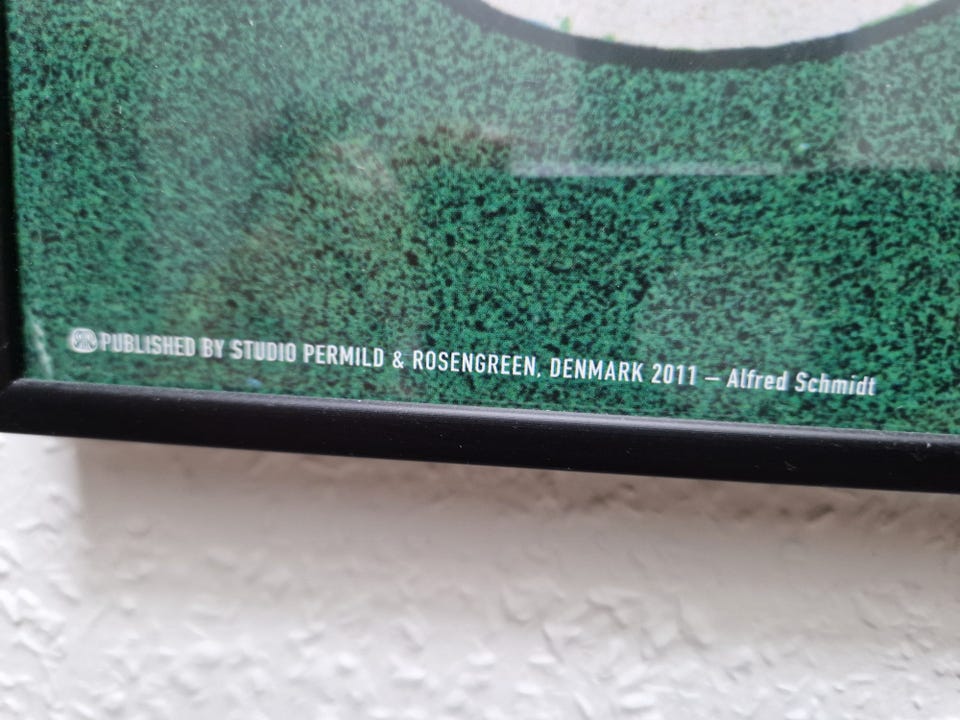 PUBLISHED BY STUDIO PERMILD & ROSENGREEN, DENMARK 2011 – Alfred Schmidt